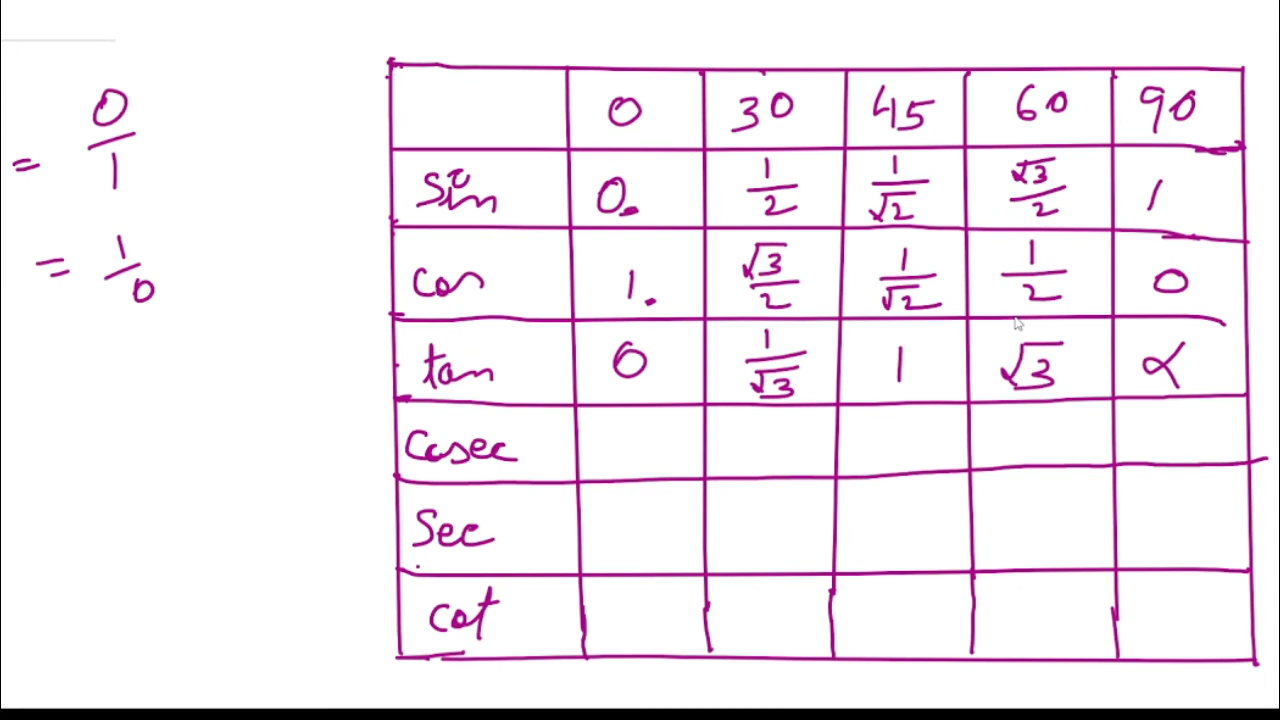 = 0/1
= 1/0
0 30 45 60 90
Sin 0. 1/2 1/√2 √3/2 1
Cos 1. √3/2 1/√2 1/2 0
tan 0 1/√3 1 √3 ∝
Cosec
Sec
Cot